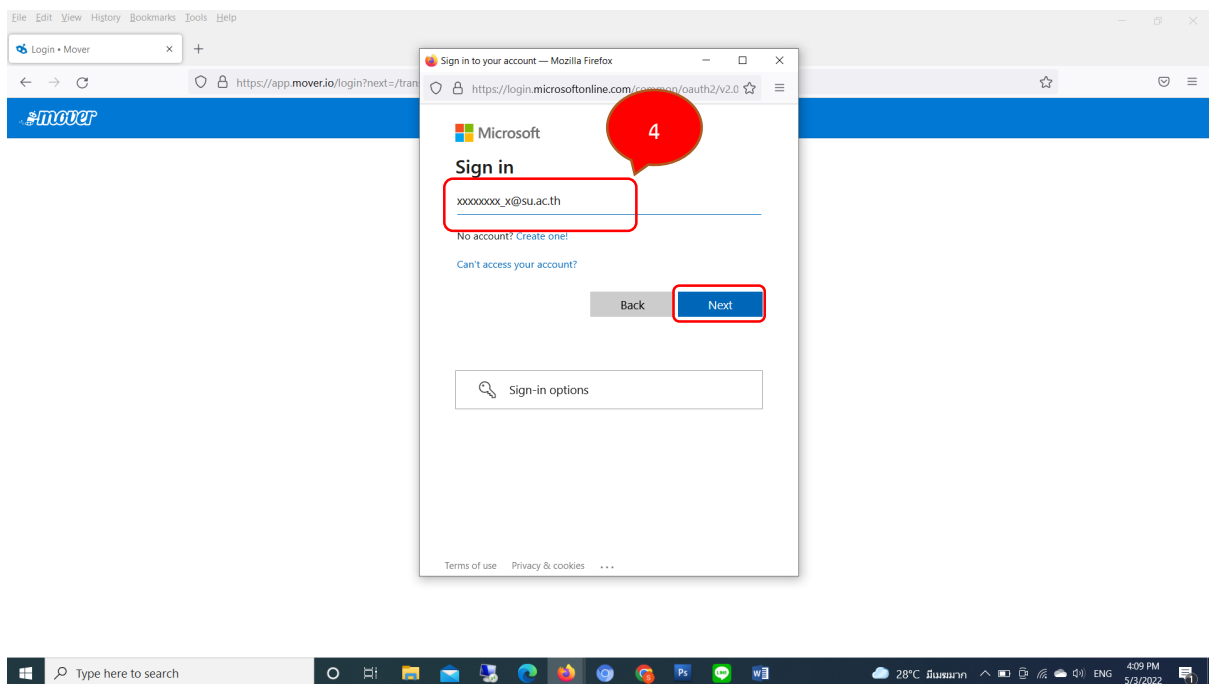 File Edit View History Bookmarks Tools Help
Login • Mover
Sign in to your account — Mozilla Firefox
https://app.mover.io/login?next=/tran
https://login.microsoftonline.com/common/oauth2/v2.0
mover
Microsoft
4
Sign in
xxxxxxxx_x@su.ac.th
No account? Create one!
Can't access your account?
Back
Next
Sign-in options
Terms of use Privacy & cookies ...
Type here to search
Ps
LINE
W
28°C มีเมฆมาก
ENG
4:09 PM
5/3/2022
1